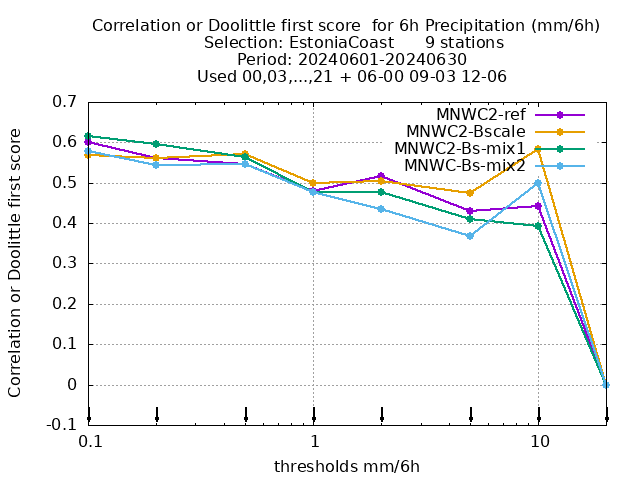 Correlation or Doolittle first score  for 6h Precipitation (mm/6h)
Selection: EstoniaCoast      9 stations
Period: 20240601-20240630
Used 00,03,...,21 + 06-00 09-03 12-06
MNWC2-ref
MNWC2-Bscale
MNWC2-Bs-mix1
MNWC-Bs-mix2
Correlation or Doolittle first score
0.7
0.6
0.5
0.4
0.3
0.2
0.1
0
-0.1
0.1 1 10
thresholds mm/6h